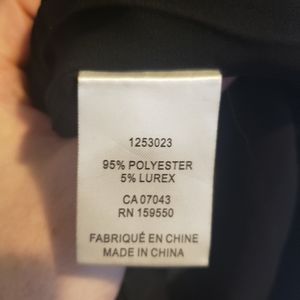 1253023
95% POLYESTER
5% LUREX
CA 07043
RN 159550
FABRIQUÉ EN CHINE
MADE IN CHINA